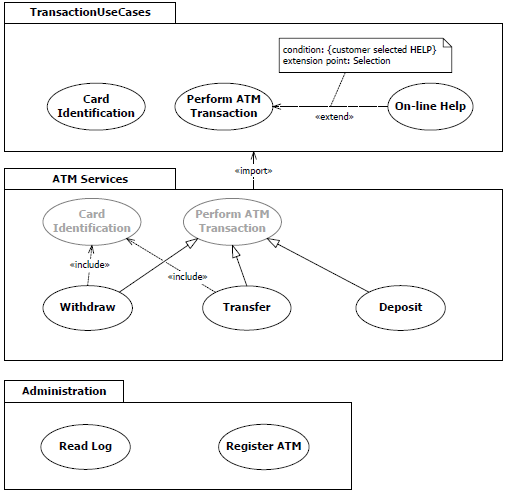 TransactionUseCases
condition: {customer selected HELP}
extension point: Selection
Card
Identification
Perform ATM
Transaction
On-line Help
«extend»
«import»
ATM Services
Card
Identification
Perform ATM
Transaction
«include»
«include»
Withdraw
Transfer
Deposit
Administration
Read Log
Register ATM